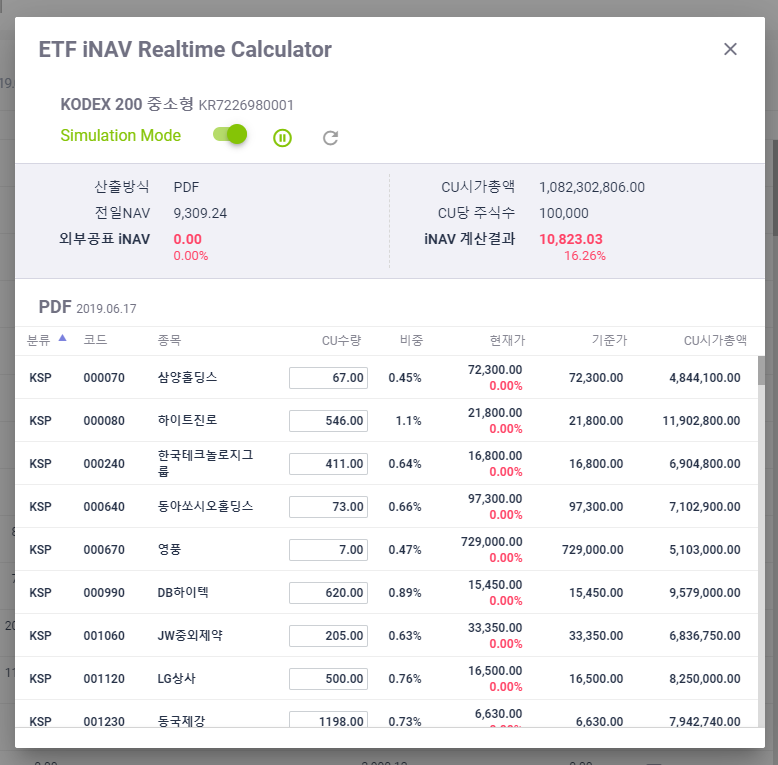 ETF iNAV Realtime Calculator
KODEX 200 중소형 KR7226980001
Simulation Mode
산출방식 PDF CU시가총액 1,082,302,806.00
전일NAV 9,309.24 CU당 주식수 100,000
외부공표 iNAV 0.00 iNAV 계산결과 10,823.03
0.00% 16.26%
PDF 2019.06.17
분류 코드 종목 CU수량 비중 현재가 기준가 CU시가총액
KSP 000070 삼양홀딩스 67.00 0.45% 72,300.00 72,300.00 4,844,100.00
0.00%
KSP 000080 하이트진로 546.00 1.1% 21,800.00 21,800.00 11,902,800.00
0.00%
KSP 000240 한국테크놀로지그 411.00 0.64% 16,800.00 16,800.00 6,904,800.00
룹 0.00%
KSP 000640 동아쏘시오홀딩스 73.00 0.66% 97,300.00 97,300.00 7,102,900.00
0.00%
KSP 000670 영풍 7.00 0.47% 729,000.00 729,000.00 5,103,000.00
0.00%
KSP 000990 DB하이텍 620.00 0.89% 15,450.00 15,450.00 9,579,000.00
0.00%
KSP 001060 JW중외제약 205.00 0.63% 33,350.00 33,350.00 6,836,750.00
0.00%
KSP 001120 LG상사 500.00 0.76% 16,500.00 16,500.00 8,250,000.00
0.00%
KSP 001230 동국제강 1198.00 0.73% 6,630.00 6,630.00 7,942,740.00